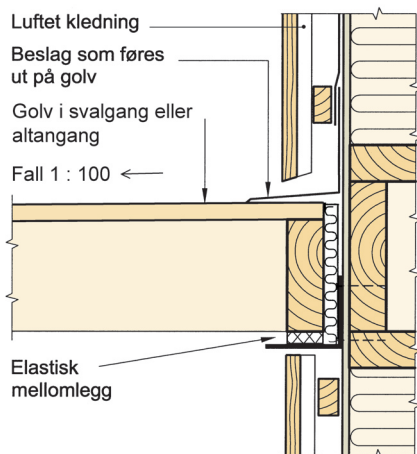 Luftet kledning
Beslag som føres
ut på golv
Golv i svalgang eller
altangang
Fall 1 : 100
Elastisk
mellomlegg